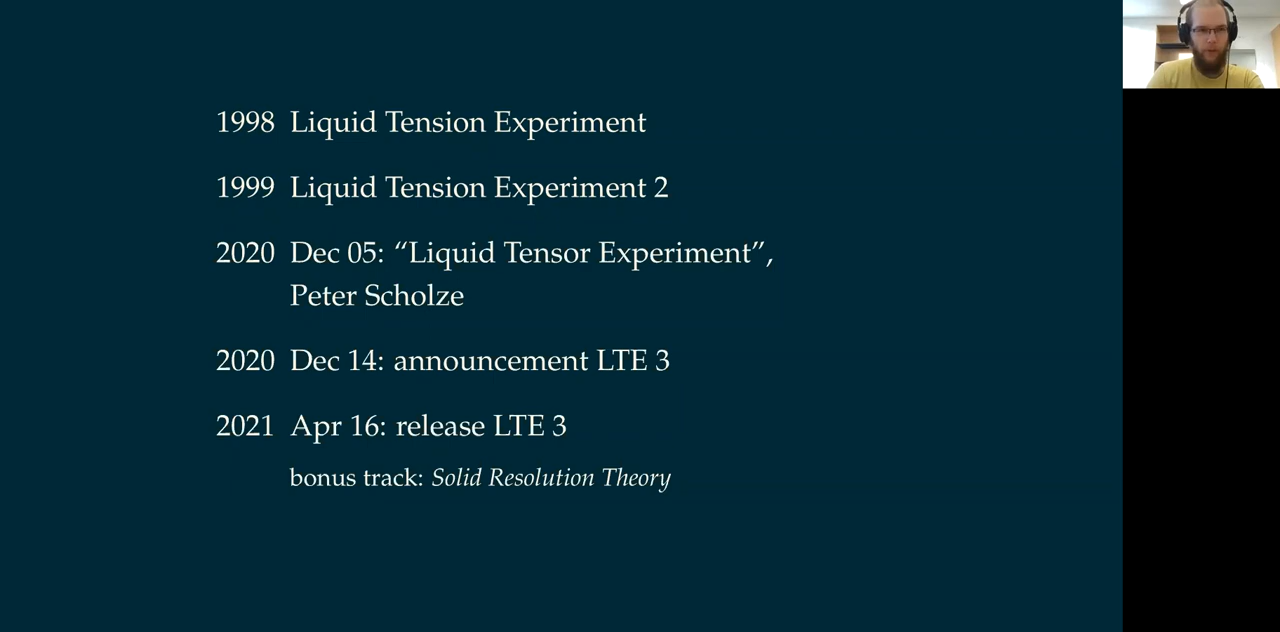 1998 Liquid Tension Experiment
1999 Liquid Tension Experiment 2
2020 Dec 05: “Liquid Tensor Experiment”,
Peter Scholze
2020 Dec 14: announcement LTE 3
2021 Apr 16: release LTE 3
bonus track: Solid Resolution Theory